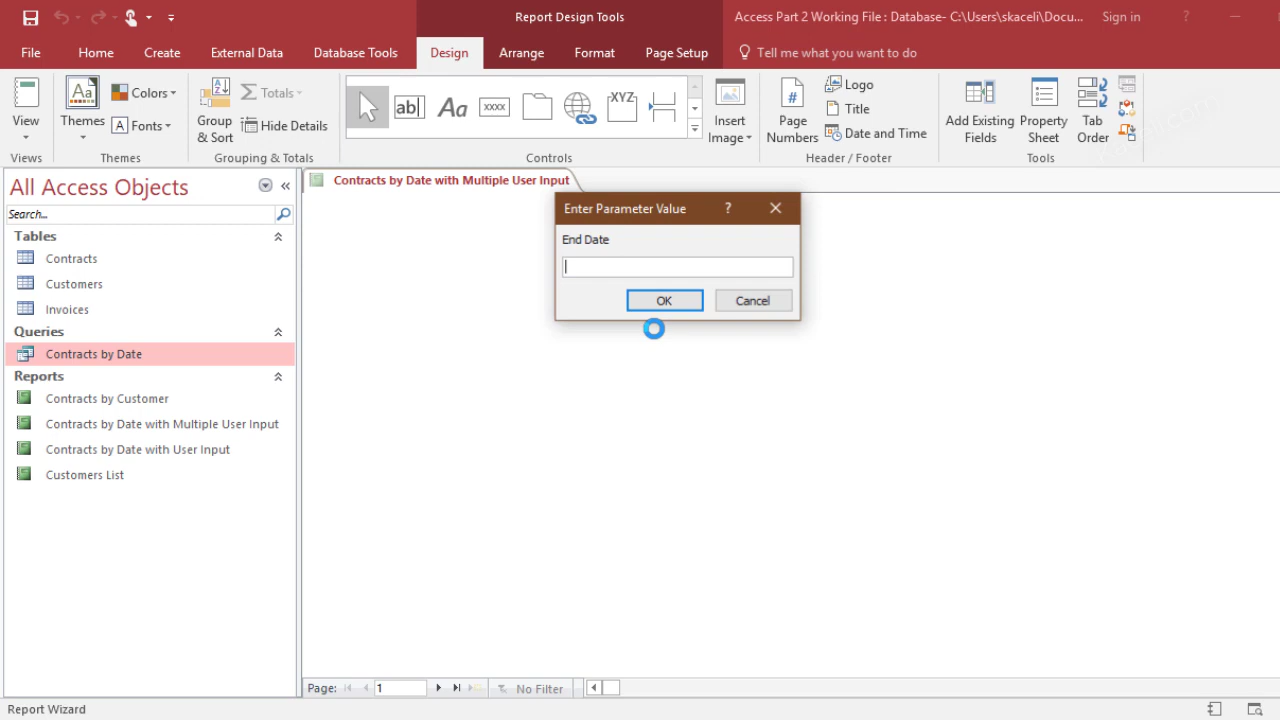 Report Design Tools
Access Part 2 Working File : Database- C:\Users\skaceli\Docu...
Sign in
?
File
Home
Create
External Data
Database Tools
Design
Arrange
Format
Page Setup
Tell me what you want to do
View
Themes
Aa
Colors
Fonts
Group & Sort
Totals
Hide Details
ab|
Aa
xxxx
XYZ
Insert Image
Page Numbers
Logo
Title
Date and Time
Add Existing Fields
Property Sheet
Tab Order
Views
Themes
Grouping & Totals
Controls
Header / Footer
Tools
All Access Objects
Search...
Tables
Contracts
Customers
Invoices
Queries
Contracts by Date
Reports
Contracts by Customer
Contracts by Date with Multiple User Input
Contracts by Date with User Input
Customers List
Contracts by Date with Multiple User Input
Enter Parameter Value
?
End Date
OK
Cancel
Page: 1
No Filter
Report Wizard